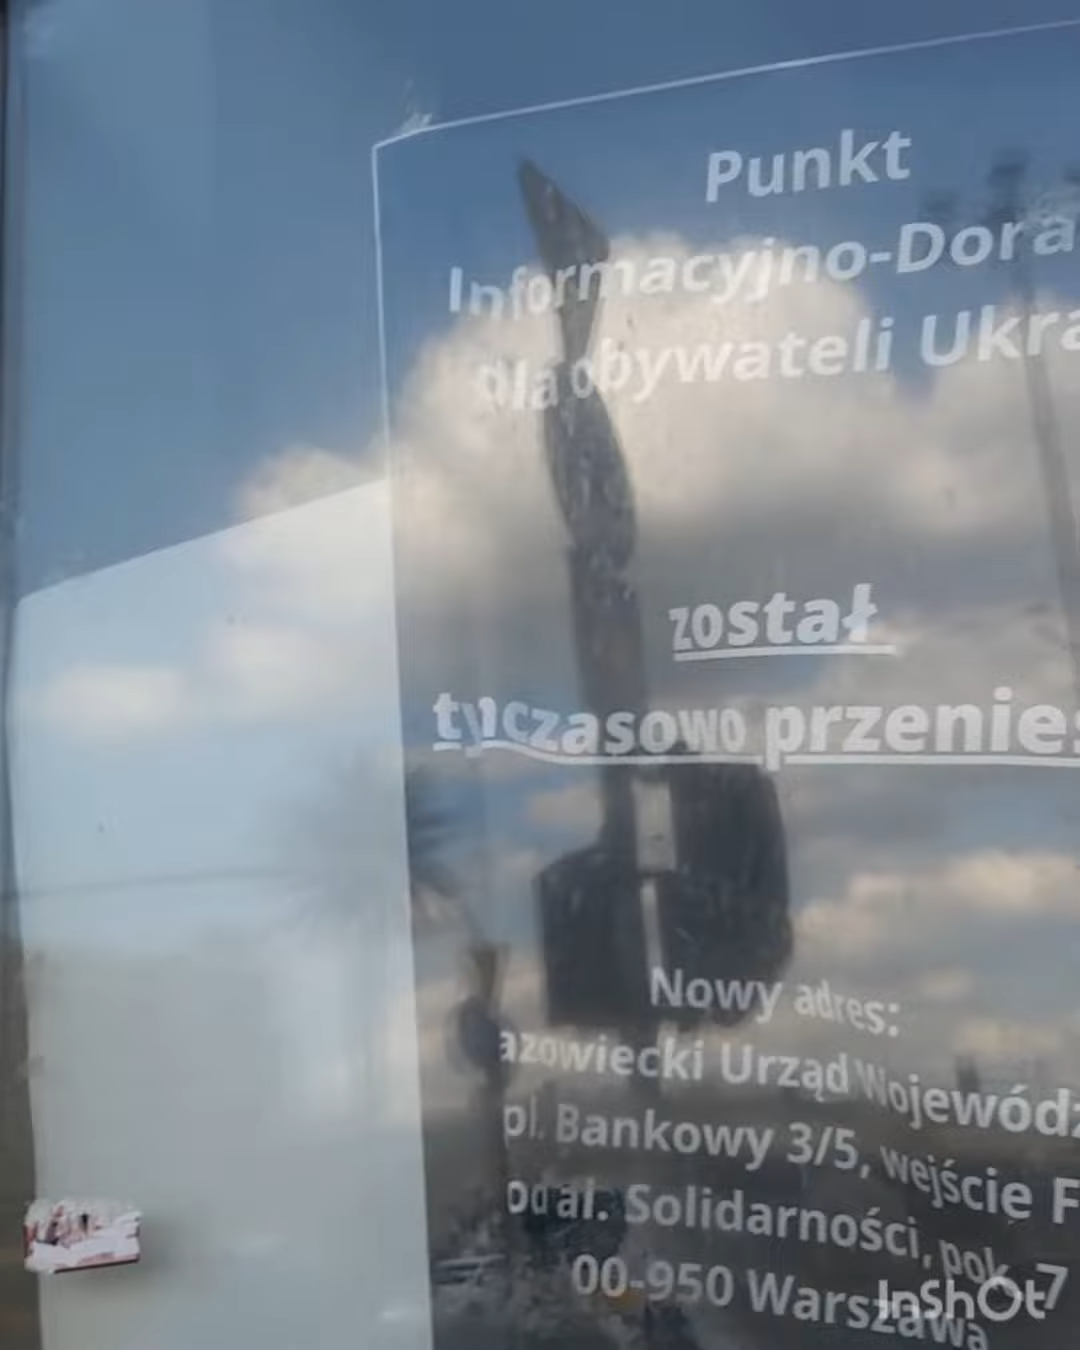 Punkt
Informacyjno-Dora
Dla obywateli Ukra
został
tyczasowo przenies
Nowy adres:
azowiecki Urząd Wojewódz
pl. Bankowy 3/5, wejście F
od al. Solidarności, pok. 7
00-950 Warszawa
InShOt